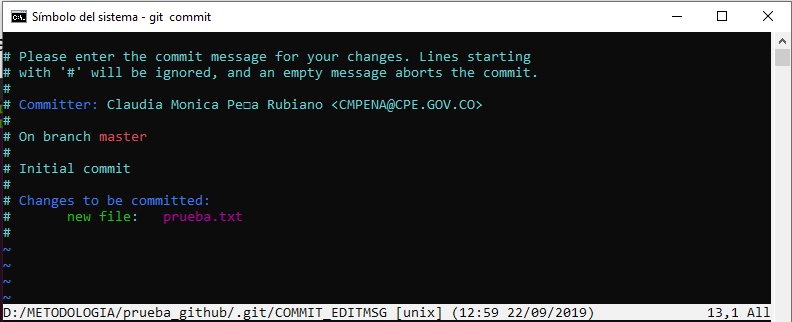 Símbolo del sistema - git commit
# Please enter the commit message for your changes. Lines starting
# with '#' will be ignored, and an empty message aborts the commit.
#
# Committer: Claudia Monica Pe□a Rubiano <CMPENA@CPE.GOV.CO>
#
# On branch master
#
# Initial commit
#
# Changes to be committed:
#       new file:   prueba.txt
#
~
~
~
~
D:/METODOLOGIA/prueba_github/.git/COMMIT_EDITMSG [unix] (12:59 22/09/2019) 13,1 All